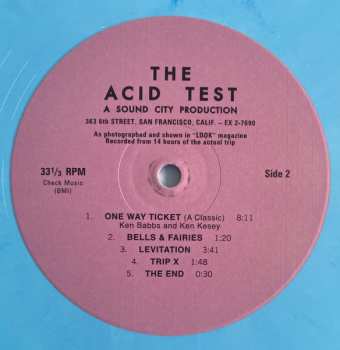 THE
ACID TEST
A SOUND CITY PRODUCTION
363 6th STREET, SAN FRANCISCO, CALIF. – EX 2-7690
As photographed and shown in "LOOK" magazine
Recorded from 14 hours of the actual trip
33⅓ RPM
Side 2
Check Music
(BMI)
1. ONE WAY TICKET (A Classic) 8:11
Ken Babbs and Ken Kesey
2. BELLS & FAIRIES 1:20
3. LEVITATION 3:41
4. TRIP X 1:48
5. THE END 0:30